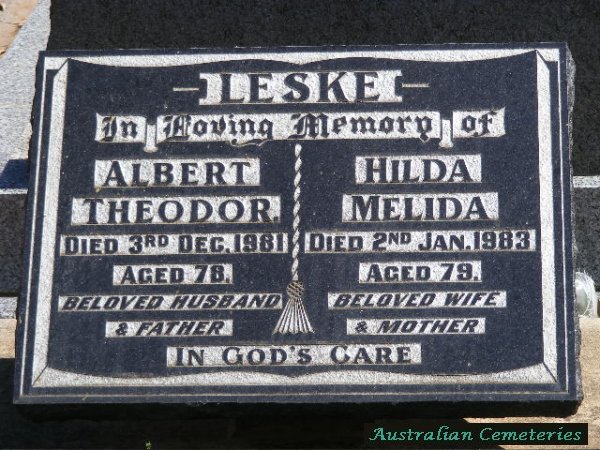 LESKE
In Loving Memory of
ALBERT
THEODOR.
DIED 3RD DEC. 1981
AGED 78.
BELOVED HUSBAND
& FATHER
HILDA
MELIDA
DIED 2ND JAN. 1983
AGED 79.
BELOVED WIFE
& MOTHER
IN GOD'S CARE
Australian Cemeteries